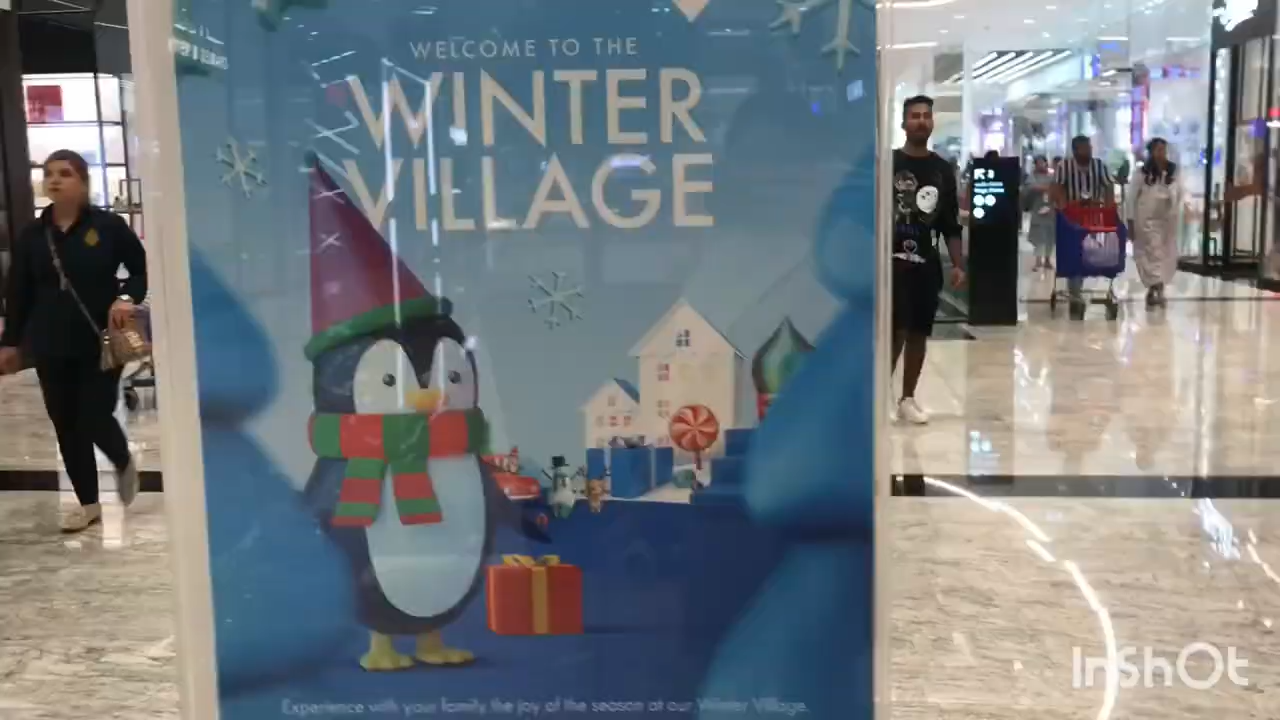 WELCOME TO THE
WINTER
VILLAGE
Experience with your family the joy of the season at our Winter Village.
InShOt